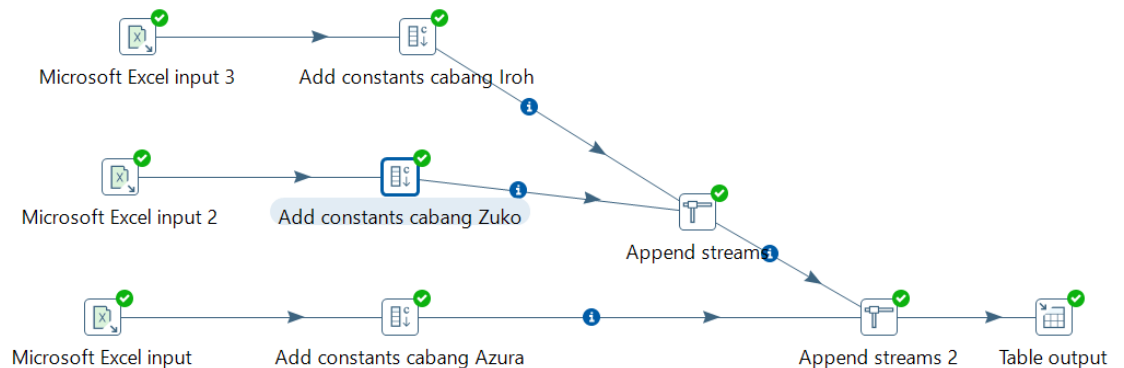 Microsoft Excel input 3
Add constants cabang Iroh
Microsoft Excel input 2
Add constants cabang Zuko
Append streams
Microsoft Excel input
Add constants cabang Azura
Append streams 2
Table output